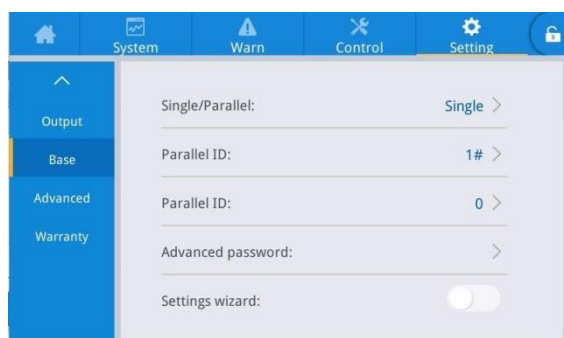 System Warn Control Setting
Output
Base
Advanced
Warranty
Single/Parallel: Single
Parallel ID: 1#
Parallel ID: 0
Advanced password:
Settings wizard: